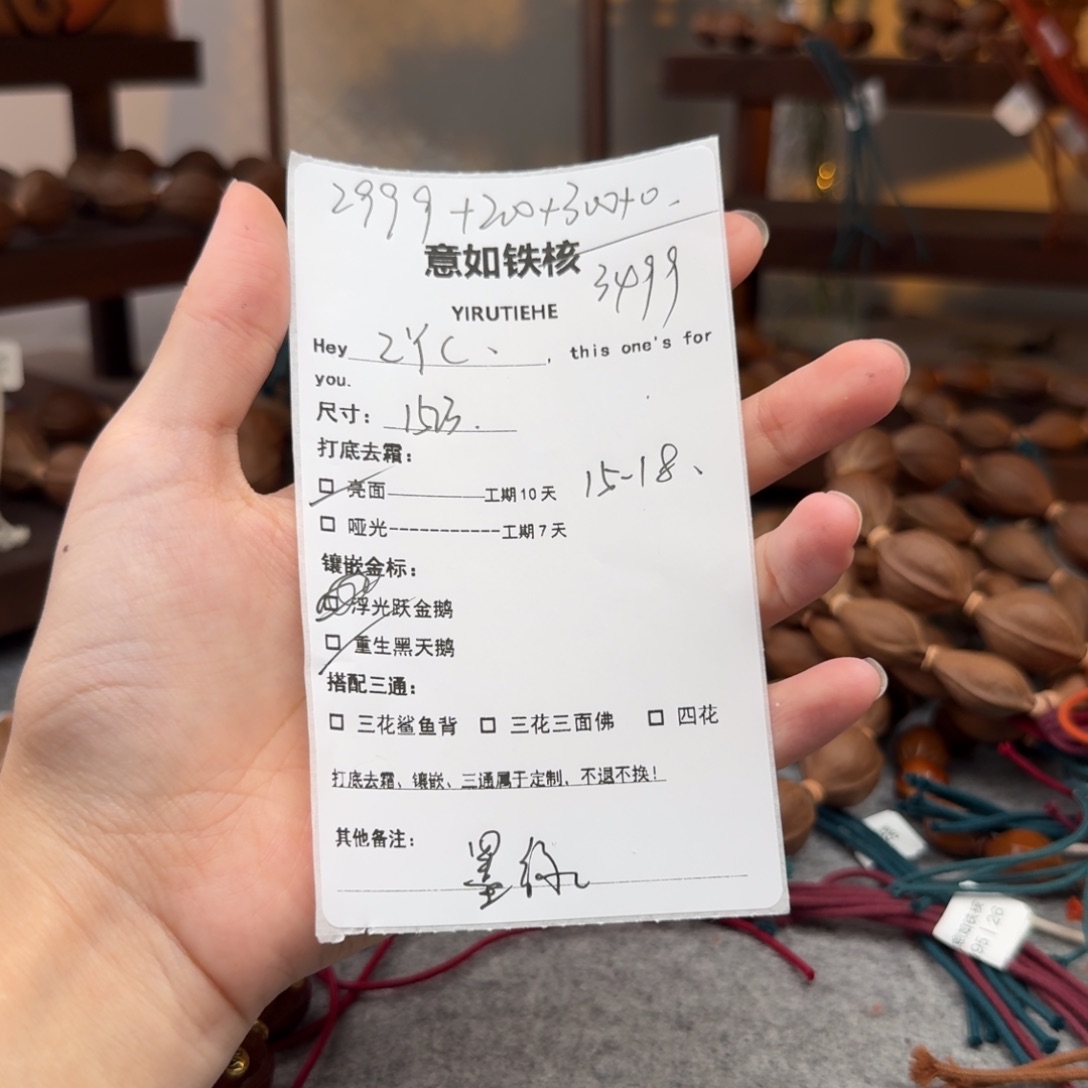 2999+200+300+0.
意如铁核
3499
YIRUTIEHE
Hey 2YC、, this one's for
you.
尺寸: 1523.
打底去霜:
亮面----------工期10天
15-18、
哑光-----------工期7天
镶嵌金标:
浮光跃金鹅
重生黑天鹅
搭配三通:
三花鲨鱼背 三花三面佛 四花
打底去霜、镶嵌、三通属于定制、不退不换!
其他备注:
墨绿